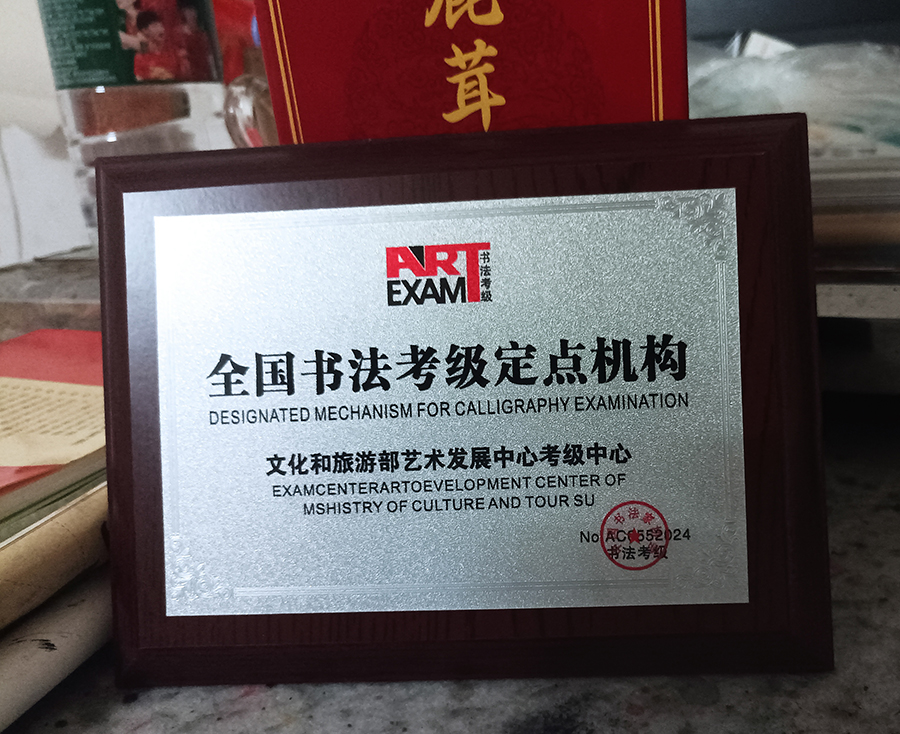 鹿茸
ART
EXAM
书法考级
全国书法考级定点机构
DESIGNATED MECHANISM FOR CALLIGRAPHY EXAMINATION
文化和旅游部艺术发展中心考级中心
EXAMCENTERARTOEVELOPMENT CENTER OF
MSHISTRY OF CULTURE AND TOUR SU
No:AC6552024
书法考级